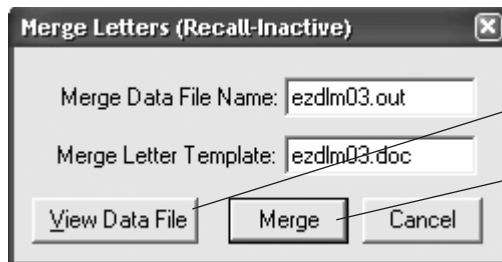 Merge Letters (Recall-Inactive)
Merge Data File Name: ezdlm03.out
Merge Letter Template: ezdlm03.doc
View Data File Merge Cancel